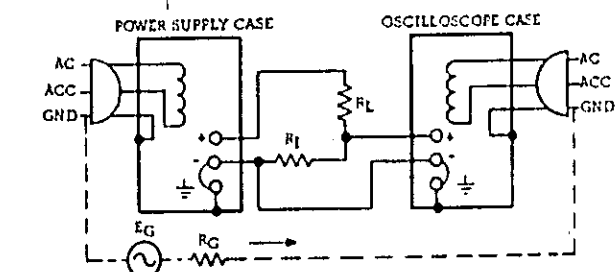 POWER SUPPLY CASE
OSCILLOSCOPE CASE
AC
ACC
GND
AC
ACC
GND
RL
RI
+
-
+
-
EG
RG